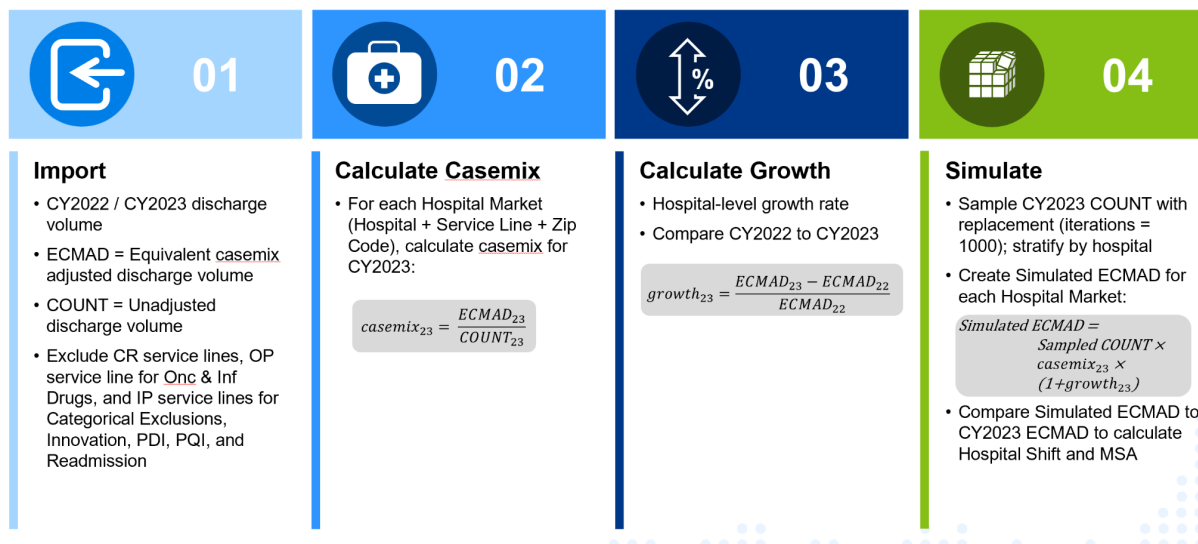 01
Import
• CY2022 / CY2023 discharge
volume
• ECMAD = Equivalent casemix
adjusted discharge volume
• COUNT = Unadjusted
discharge volume
• Exclude CR service lines, OP
service line for Onc & Inf
Drugs, and IP service lines for
Categorical Exclusions,
Innovation, PDI, PQI, and
Readmission
02
Calculate Casemix
• For each Hospital Market
(Hospital + Service Line + Zip
Code), calculate casemix for
CY2023:
casemix₂₃ = ECMAD₂₃ / COUNT₂₃
%
03
Calculate Growth
• Hospital-level growth rate
• Compare CY2022 to CY2023
growth₂₃ = (ECMAD₂₃ − ECMAD₂₂) / ECMAD₂₂
04
Simulate
• Sample CY2023 COUNT with
replacement (iterations =
1000); stratify by hospital
• Create Simulated ECMAD for
each Hospital Market:
Simulated ECMAD =
Sampled COUNT ×
casemix₂₃ ×
(1+growth₂₃)
• Compare Simulated ECMAD to
CY2023 ECMAD to calculate
Hospital Shift and MSA